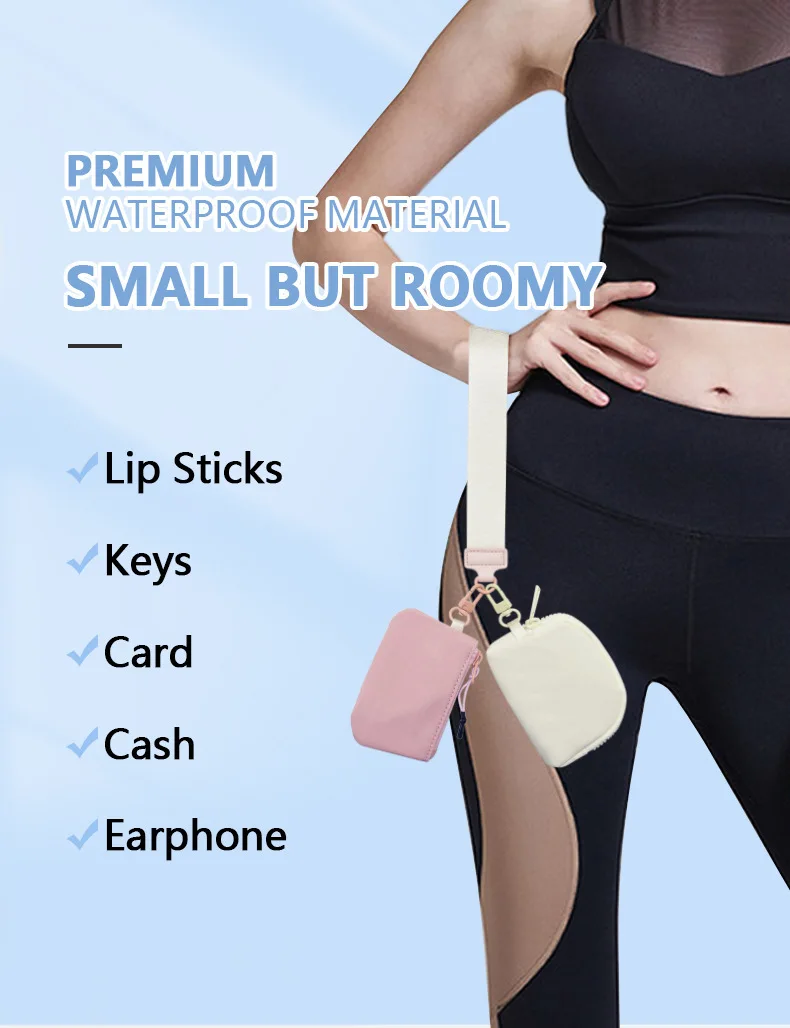 PREMIUM
WATERPROOF MATERIAL
SMALL BUT ROOMY
Lip Sticks
Keys
Card
Cash
Earphone